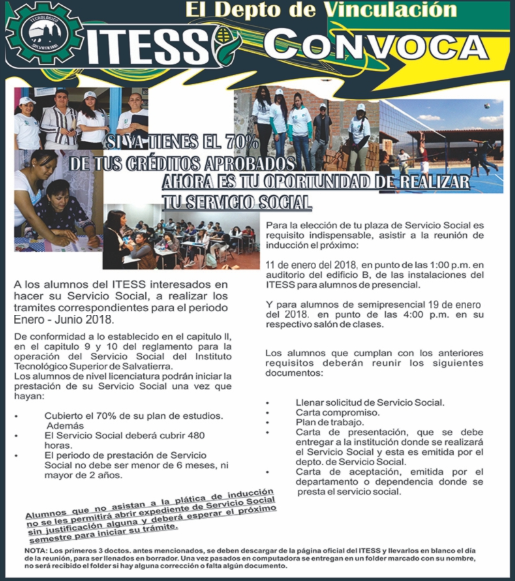 El Depto de Vinculación
ITESS
CONVOCA
SI YA TIENES EL 70%
DE TUS CRÉDITOS APROBADOS
AHORA ES TU OPORTUNIDAD DE REALIZAR
TU SERVICIO SOCIAL
A los alumnos del ITESS interesados en
hacer su Servicio Social, a realizar los
tramites correspondientes para el periodo
Enero - Junio 2018.
De conformidad a lo establecido en el capitulo II,
en el capitulo 9 y 10 del reglamento para la
operación del Servicio Social del Instituto
Tecnológico Superior de Salvatierra.
Los alumnos de nivel licenciatura podrán iniciar la
prestación de su Servicio Social una vez que
hayan:
• Cubierto el 70% de su plan de estudios.
Además
• El Servicio Social deberá cubrir 480
horas.
• El periodo de prestación de Servicio
Social no debe ser menor de 6 meses, ni
mayor de 2 años.
Alumnos que no asistan a la plática de inducción
no se les permitirá abrir expediente de Servicio Social
sin justificación alguna y deberá esperar el próximo
semestre para iniciar su trámite.
Para la elección de tu plaza de Servicio Social es
requisito indispensable, asistir a la reunión de
inducción el próximo:
11 de enero del 2018, en punto de las 1:00 p.m. en
auditorio del edificio B, de las instalaciones del
ITESS para alumnos de presencial.
Y para alumnos de semipresencial 19 de enero
del 2018. en punto de las 4:00 p.m. en su
respectivo salón de clases.
Los alumnos que cumplan con los anteriores
requisitos deberán reunir los siguientes
documentos:
• Llenar solicitud de Servicio Social.
• Carta compromiso.
• Plan de trabajo.
• Carta de presentación, que se debe
entregar a la institución donde se realizará
el Servicio Social y esta es emitida por el
depto. de Servicio Social.
• Carta de aceptación, emitida por el
departamento o dependencia donde se
presta el servicio social.
NOTA: Los primeros 3 doctos. antes mencionados, se deben descargar de la página oficial del ITESS y llevarlos en blanco el día
de la reunión, para ser llenados en borrador. Una vez pasados en computadora se entregan en un folder marcado con su nombre,
no será recibido el folder si hay alguna corrección o falta algún documento.